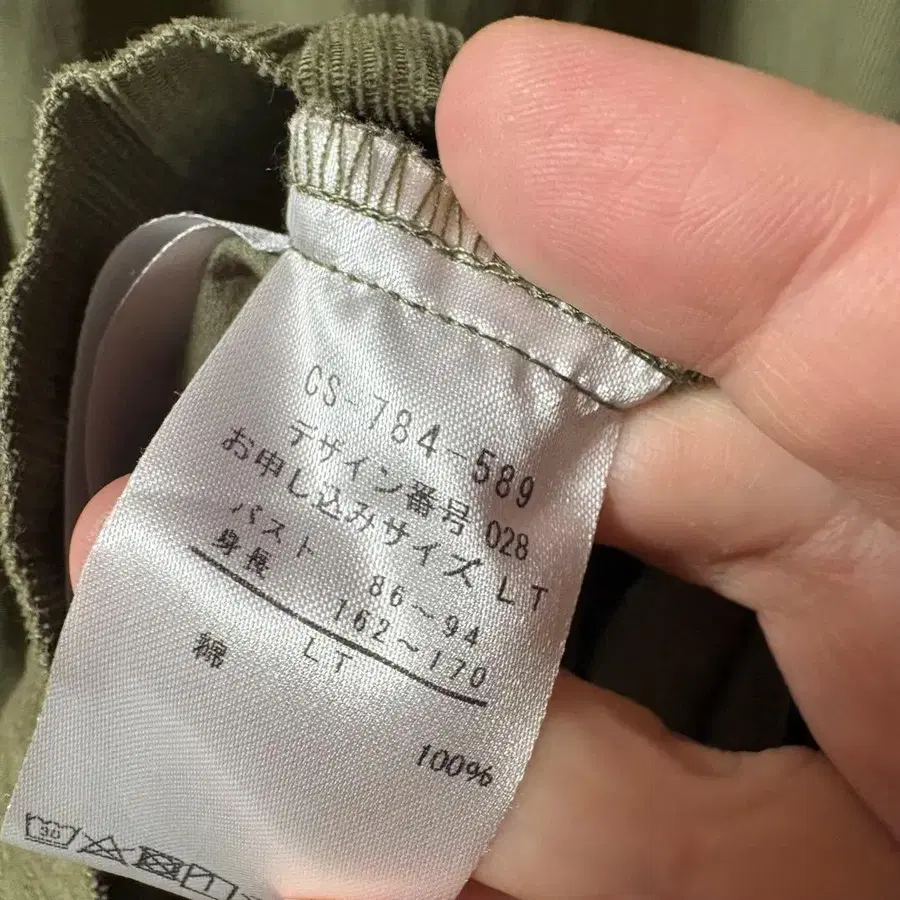 CS-784-589
デザイン番号 028
お申し込みサイズ LT
バスト 86～94
身長 162～170
LT
綿 100%
30